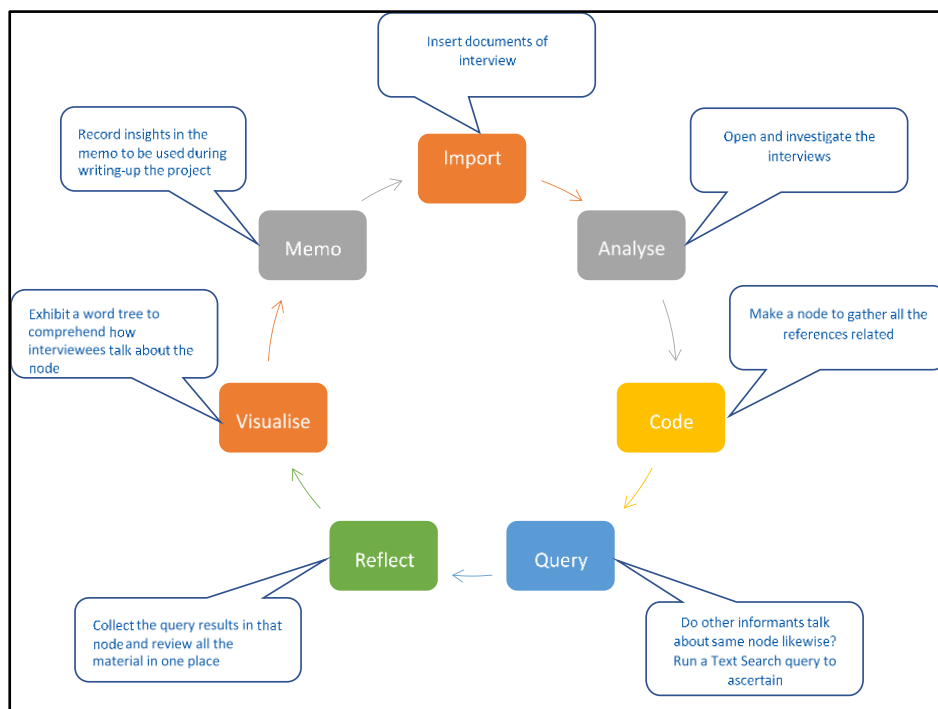 Insert documents of
interview
Import
Open and investigate the
interviews
Analyse
Make a node to gather all the
references related
Code
Do other informants talk
about same node likewise?
Run a Text Search query to
ascertain
Query
Collect the query results in that
node and review all the
material in one place
Reflect
Exhibit a word tree to
comprehend how
interviewees talk about the
node
Visualise
Record insights in the
memo to be used during
writing-up the project
Memo